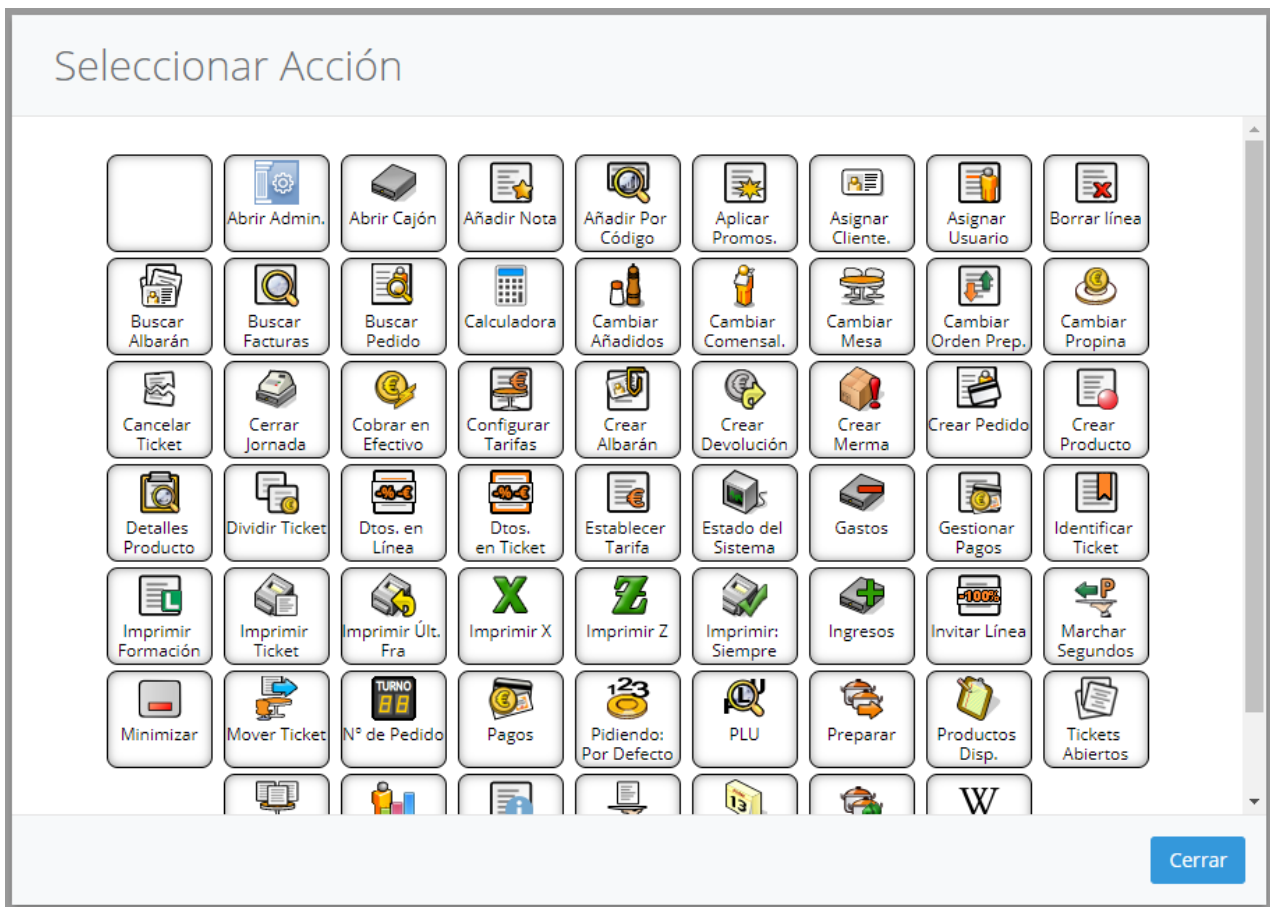 Seleccionar Acción
Abrir Admin.
Abrir Cajón
Añadir Nota
Añadir Por
Código
Aplicar
Promos.
Asignar
Cliente.
Asignar
Usuario
Borrar línea
Buscar
Albarán
Buscar
Facturas
Buscar
Pedido
Calculadora
Cambiar
Añadidos
Cambiar
Comensal.
Cambiar
Mesa
Cambiar
Orden Prep.
Cambiar
Propina
Cancelar
Ticket
Cerrar
Jornada
Cobrar en
Efectivo
Configurar
Tarifas
Crear
Albarán
Crear
Devolución
Crear
Merma
Crear Pedido
Crear
Producto
Detalles
Producto
Dividir Ticket
-%-€
Dtos. en
Línea
-%-€
Dtos.
en Ticket
Establecer
Tarifa
Estado del
Sistema
Gastos
Gestionar
Pagos
Identificar
Ticket
L
Imprimir
Formación
Imprimir
Ticket
Imprimir Últ.
Fra
X
Imprimir X
Z
Imprimir Z
Imprimir:
Siempre
Ingresos
-100%
Invitar Línea
P
Marchar
Segundos
Minimizar
Mover Ticket
TURNO
88
Nº de Pedido
Pagos
123
Pidiendo:
Por Defecto
PLU
Preparar
Productos
Disp.
Tickets
Abiertos
13
W
Cerrar